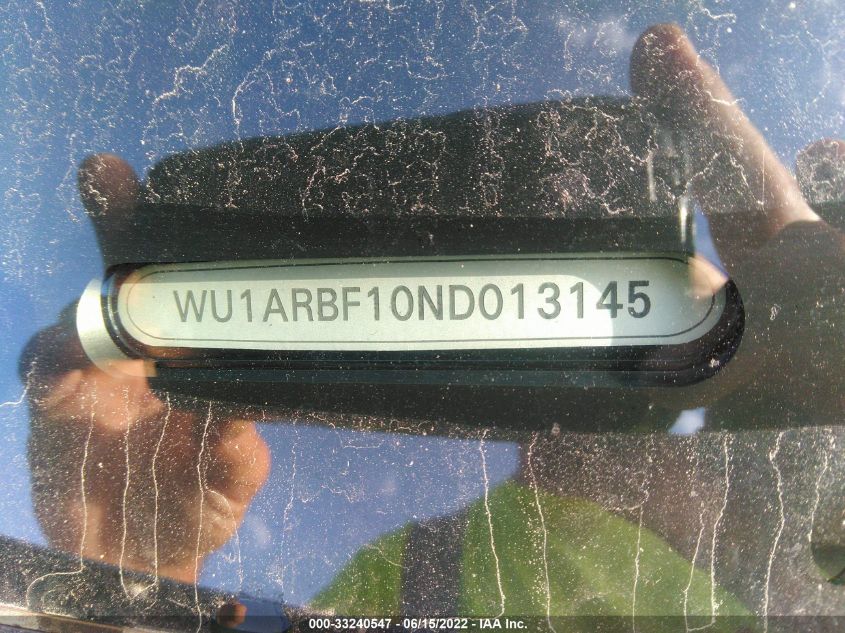 WU1ARBF10ND013145
000-33240547 - 06/15/2022 - IAA Inc.